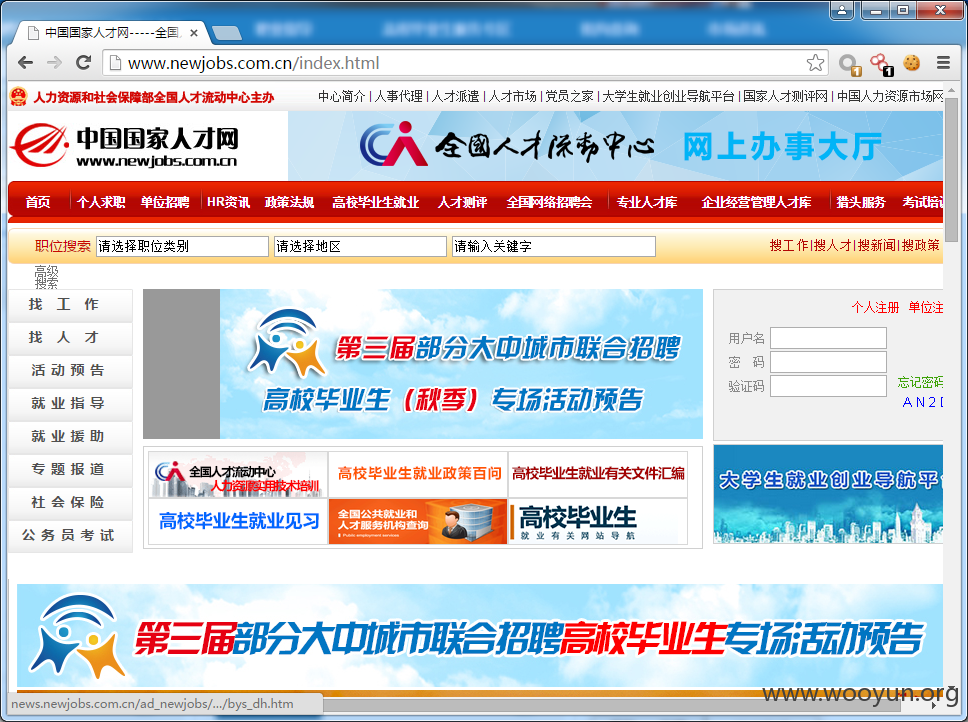 中国国家人才网-----全国
www.newjobs.com.cn/index.html
人力资源和社会保障部全国人才流动中心主办
中心简介 | 人事代理 | 人才派遣 | 人才市场 | 党员之家 | 大学生就业创业导航平台 | 国家人才测评网 | 中国人力资源市场网
中国国家人才网
www.newjobs.com.cn
全国人才流动中心 网上办事大厅
首页 个人求职 单位招聘 HR资讯 政策法规 高校毕业生就业 人才测评 全国网络招聘会 专业人才库 企业经营管理人才库 猎头服务 考试培训
职位搜索 请选择职位类别 请选择地区 请输入关键字 搜工作|搜人才|搜新闻|搜政策
高级
搜索
找工作
找人才
活动预告
就业指导
就业援助
专题报道
社会保险
公务员考试
第三届部分大中城市联合招聘
高校毕业生（秋季）专场活动预告
个人注册 单位注
用户名
密 码
验证码
忘记密码
A N 2
全国人才流动中心
人力资源实用技术培训
高校毕业生就业政策百问
高校毕业生就业有关文件汇编
高校毕业生就业见习
全国公共就业和
人才服务机构查询
Public employment services
高校毕业生
就业有关网站导航
大学生就业创业导航平台
第三届部分大中城市联合招聘高校毕业生专场活动预告
news.newjobs.com.cn/ad_newjobs/.../bys_dh.htm
www.wooyun.org